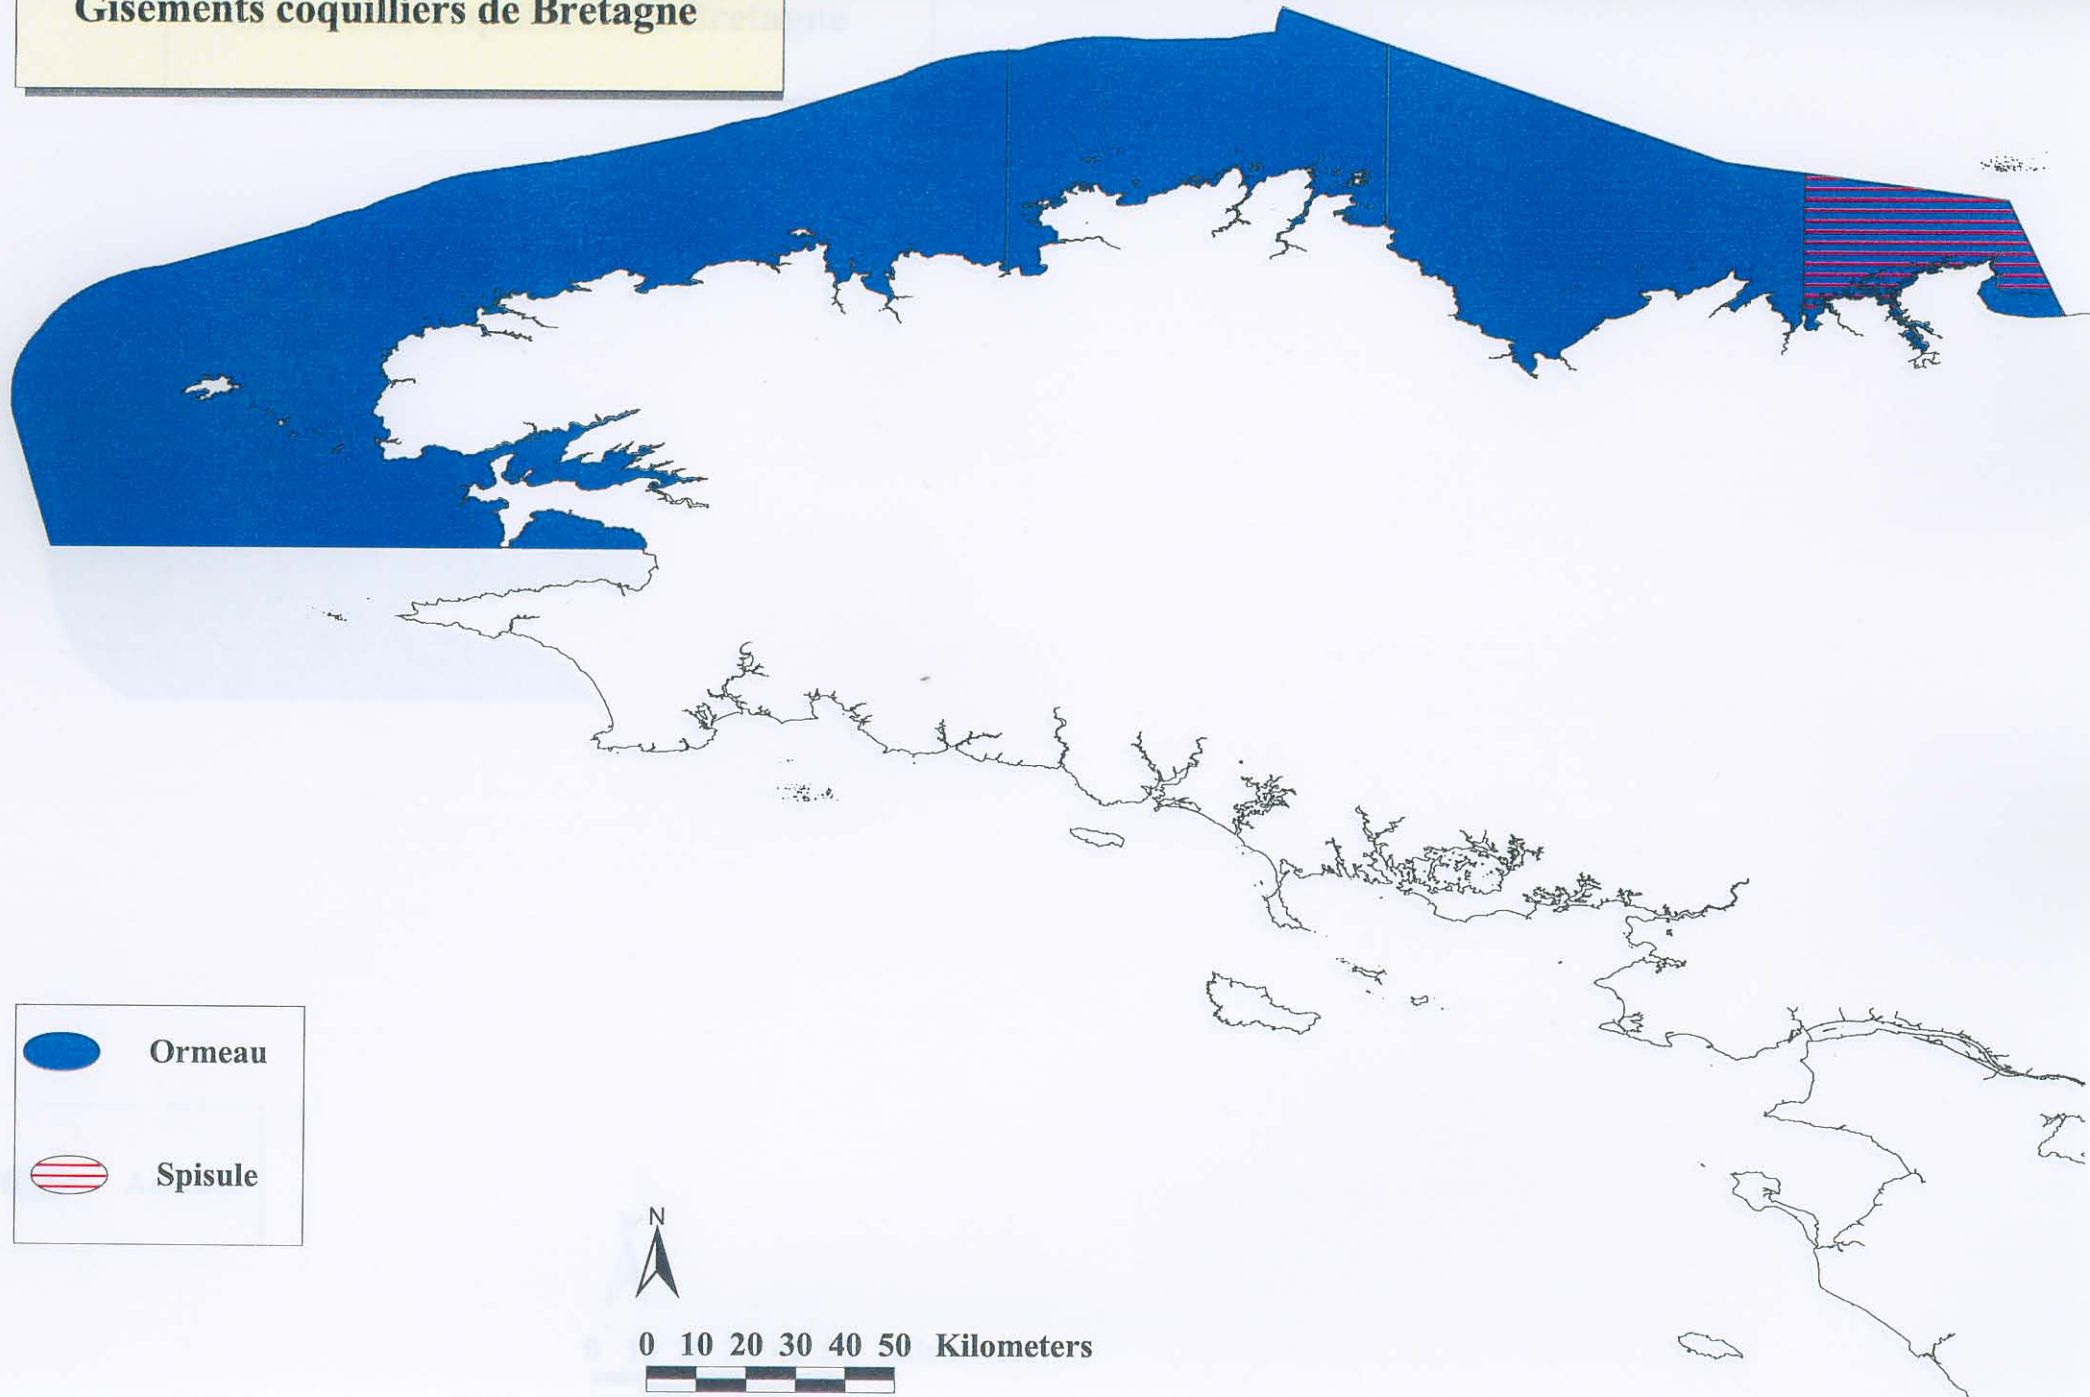 Gisements coquilliers de Bretagne
Ormeau
Spisule
N
0 10 20 30 40 50 Kilometers